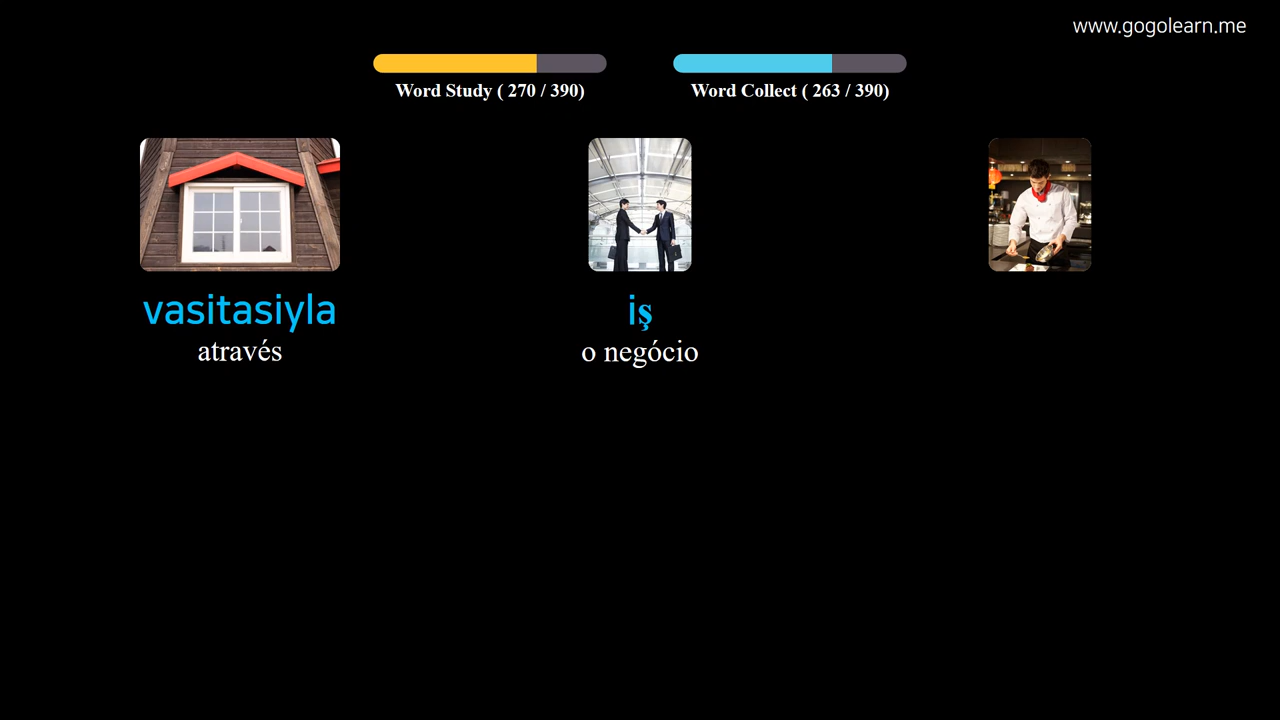 www.gogolearn.me
Word Study ( 270 / 390)
Word Collect ( 263 / 390)
vasitasiyla
iş
através
o negócio